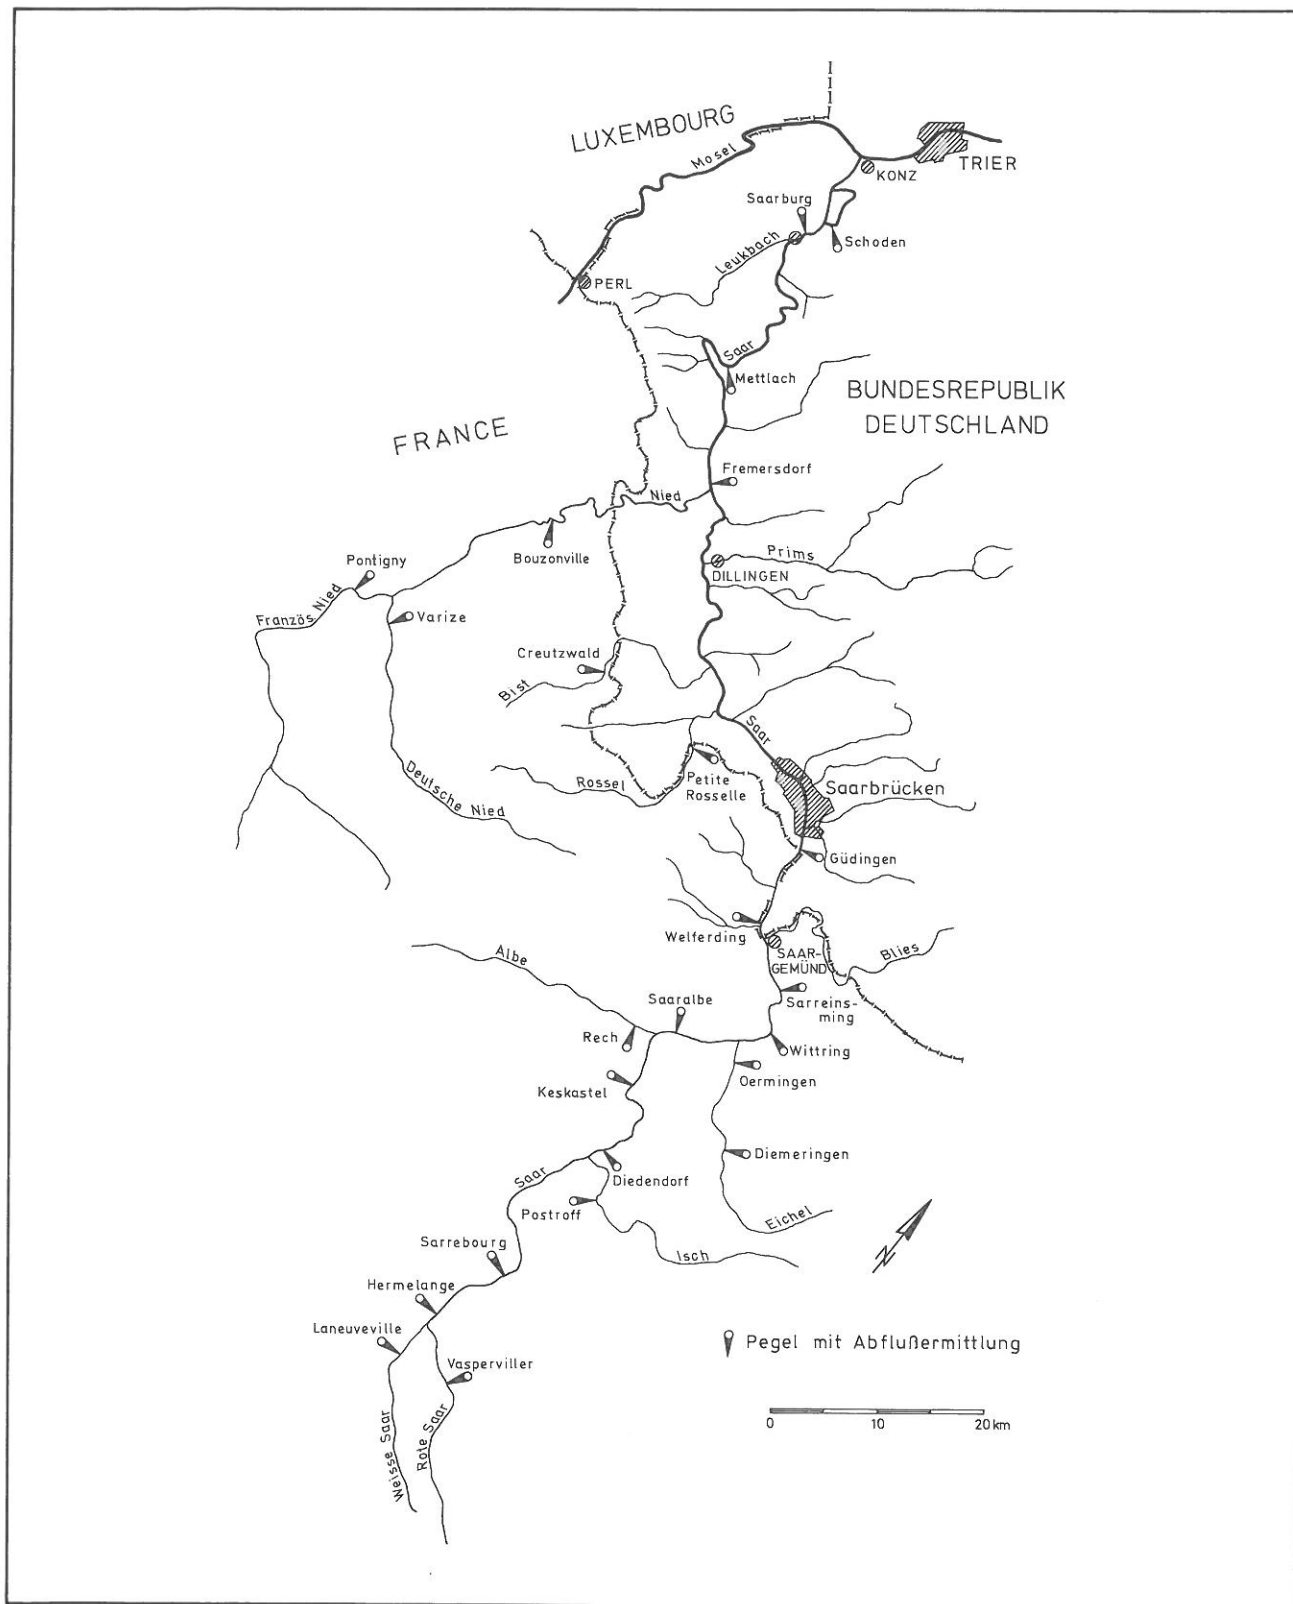 LUXEMBOURG
Mosel
TRIER
KONZ
Saarburg
Schoden
Leukbach
PERL
Saar
Mettlach
BUNDESREPUBLIK
DEUTSCHLAND
FRANCE
Fremersdorf
Nied
Bouzonville
Prims
DILLINGEN
Pontigny
Französ. Nied
Varize
Creutzwald
Bist
Saar
Rossel
Petite
Rosselle
Deutsche Nied
Saarbrücken
Güdingen
Welferding
SAAR-
GEMÜND
Blies
Albe
Saaralbe
Sarreins-
ming
Rech
Wittring
Oermingen
Keskastel
Diemeringen
Saar
Diedendorf
Postroff
Eichel
Isch
Sarrebourg
Hermelange
Laneuveville
Vasperviller
Weisse Saar
Rote Saar
N
Pegel mit Abflußermittlung
0 10 20 km